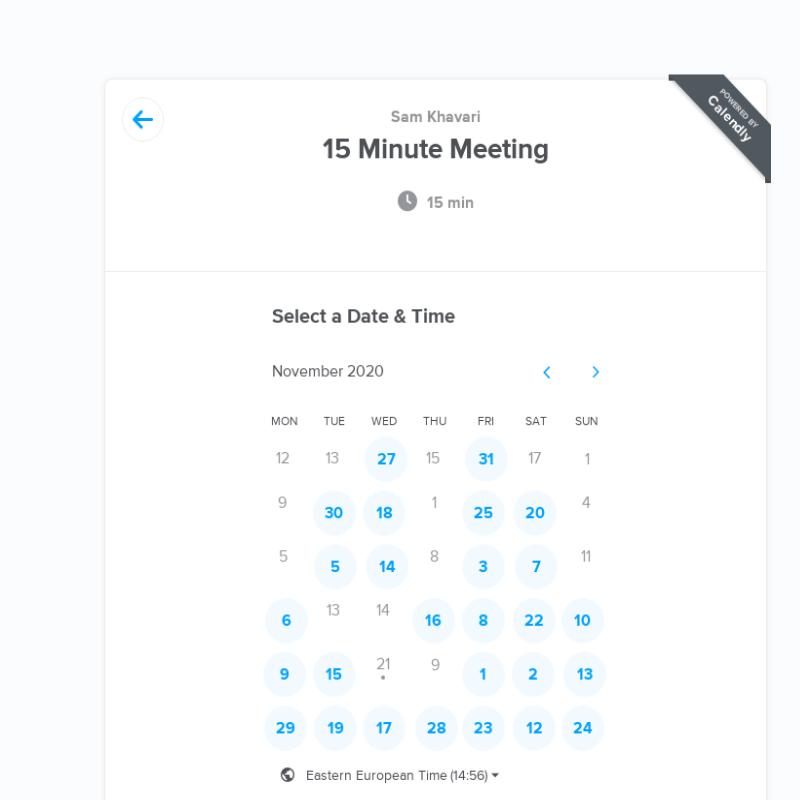 POWERED BY
Calendly
Sam Khavari
15 Minute Meeting
15 min
Select a Date & Time
November 2020
MON TUE WED THU FRI SAT SUN
12 13 27 15 31 17 1
9 30 18 1 25 20 4
5 5 14 8 3 7 11
6 13 14 16 8 22 10
9 15 21 9 1 2 13
29 19 17 28 23 12 24
Eastern European Time (14:56)